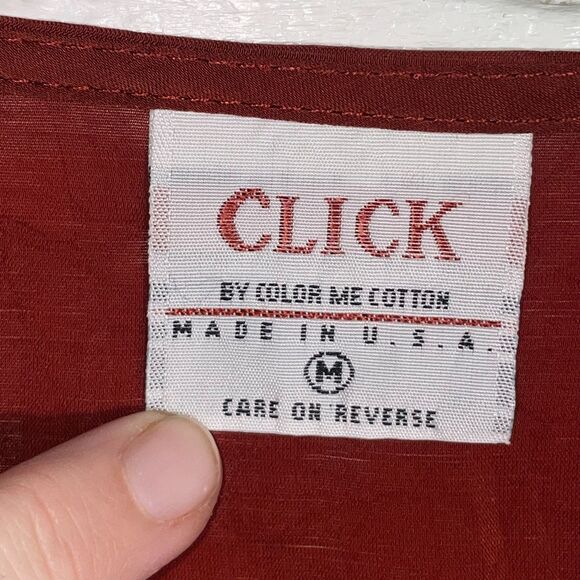 CLICK
BY COLOR ME COTTON
MADE IN U.S.A.
M
CARE ON REVERSE